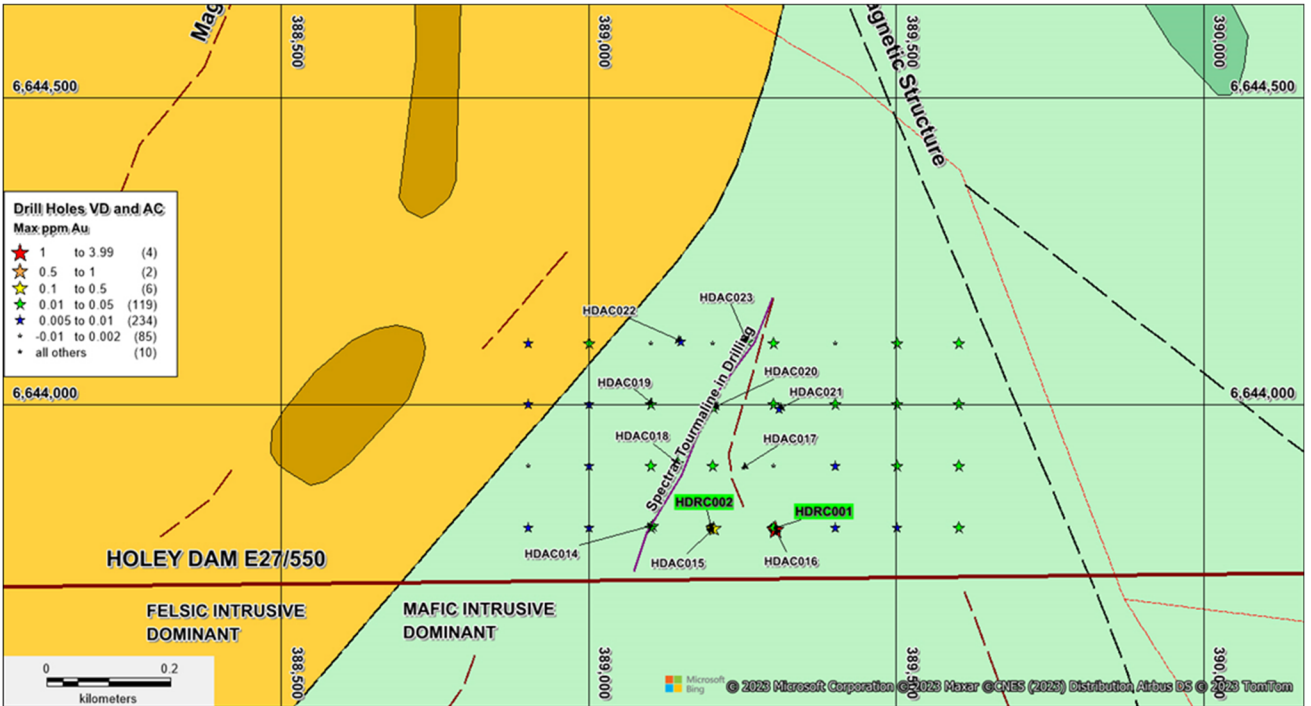 Mag
388,500
389,000
agnetic Structure
389,500
390,000
6,644,500
6,644,500
Drill Holes VD and AC
Max ppm Au
1 to 3.99 (4)
0.5 to 1 (2)
0.1 to 0.5 (6)
0.01 to 0.05 (119)
0.005 to 0.01 (234)
-0.01 to 0.002 (85)
all others (10)
HDAC022
HDAC023
6,644,000
6,644,000
HDAC019
HDAC020
HDAC021
Spectral Tourmaline in Drilling
HDAC018
HDAC017
HDRC002
HDRC001
HDAC014
HDAC015
HDAC016
HOLEY DAM E27/550
FELSIC INTRUSIVE
DOMINANT
MAFIC INTRUSIVE
DOMINANT
0 0.2
kilometers
388,500
389,000
389,500
390,000
Microsoft
Bing
© 2023 Microsoft Corporation © 2023 Maxar ©CNES (2023) Distribution Airbus DS © 2023 TomTom